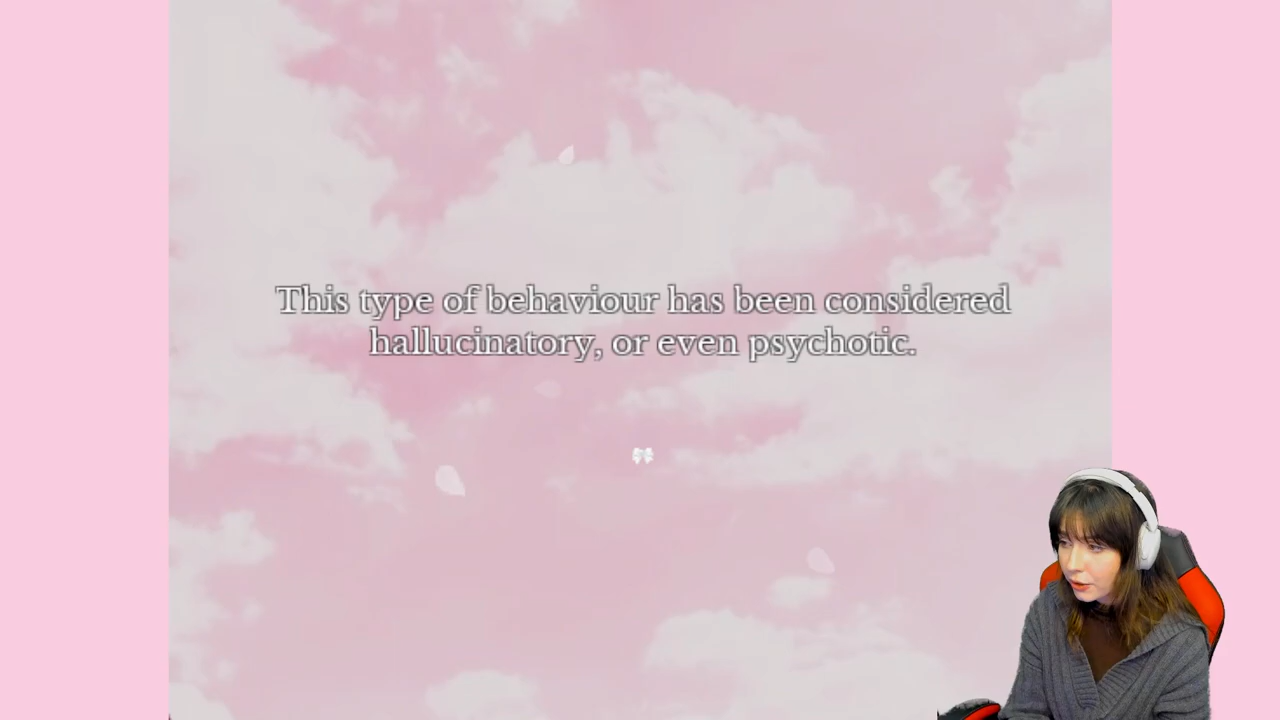 This type of behaviour has been considered
hallucinatory, or even psychotic.